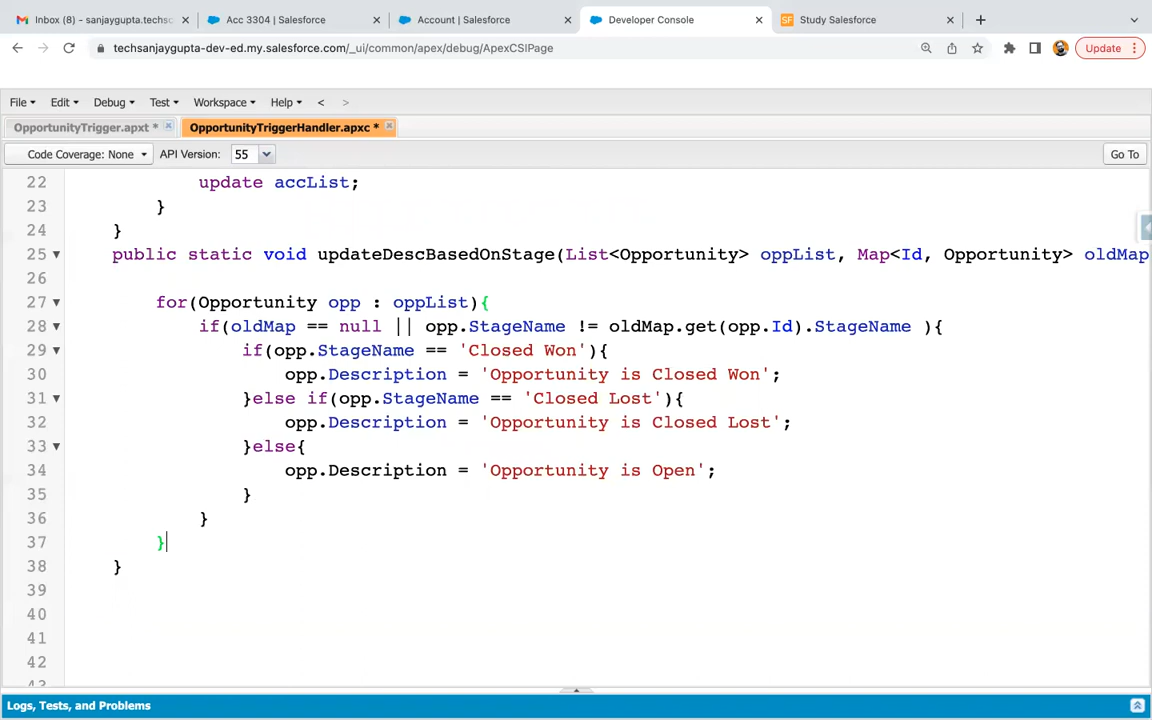 Inbox (8) - sanjaygupta.techsc
Acc 3304 | Salesforce
Account | Salesforce
Developer Console
Study Salesforce
techsanjaygupta-dev-ed.my.salesforce.com/_ui/common/apex/debug/ApexCSIPage
Update
File Edit Debug Test Workspace Help < >
OpportunityTrigger.apxt * OpportunityTriggerHandler.apxc *
Code Coverage: None API Version: 55 Go To
22 update accList;
23 }
24 }
25 public static void updateDescBasedOnStage(List<Opportunity> oppList, Map<Id, Opportunity> oldMap
26
27 for(Opportunity opp : oppList){
28 if(oldMap == null || opp.StageName != oldMap.get(opp.Id).StageName ){
29 if(opp.StageName == 'Closed Won'){
30 opp.Description = 'Opportunity is Closed Won';
31 }else if(opp.StageName == 'Closed Lost'){
32 opp.Description = 'Opportunity is Closed Lost';
33 }else{
34 opp.Description = 'Opportunity is Open';
35 }
36 }
37 }
38 }
39
40
41
42
43
Logs, Tests, and Problems